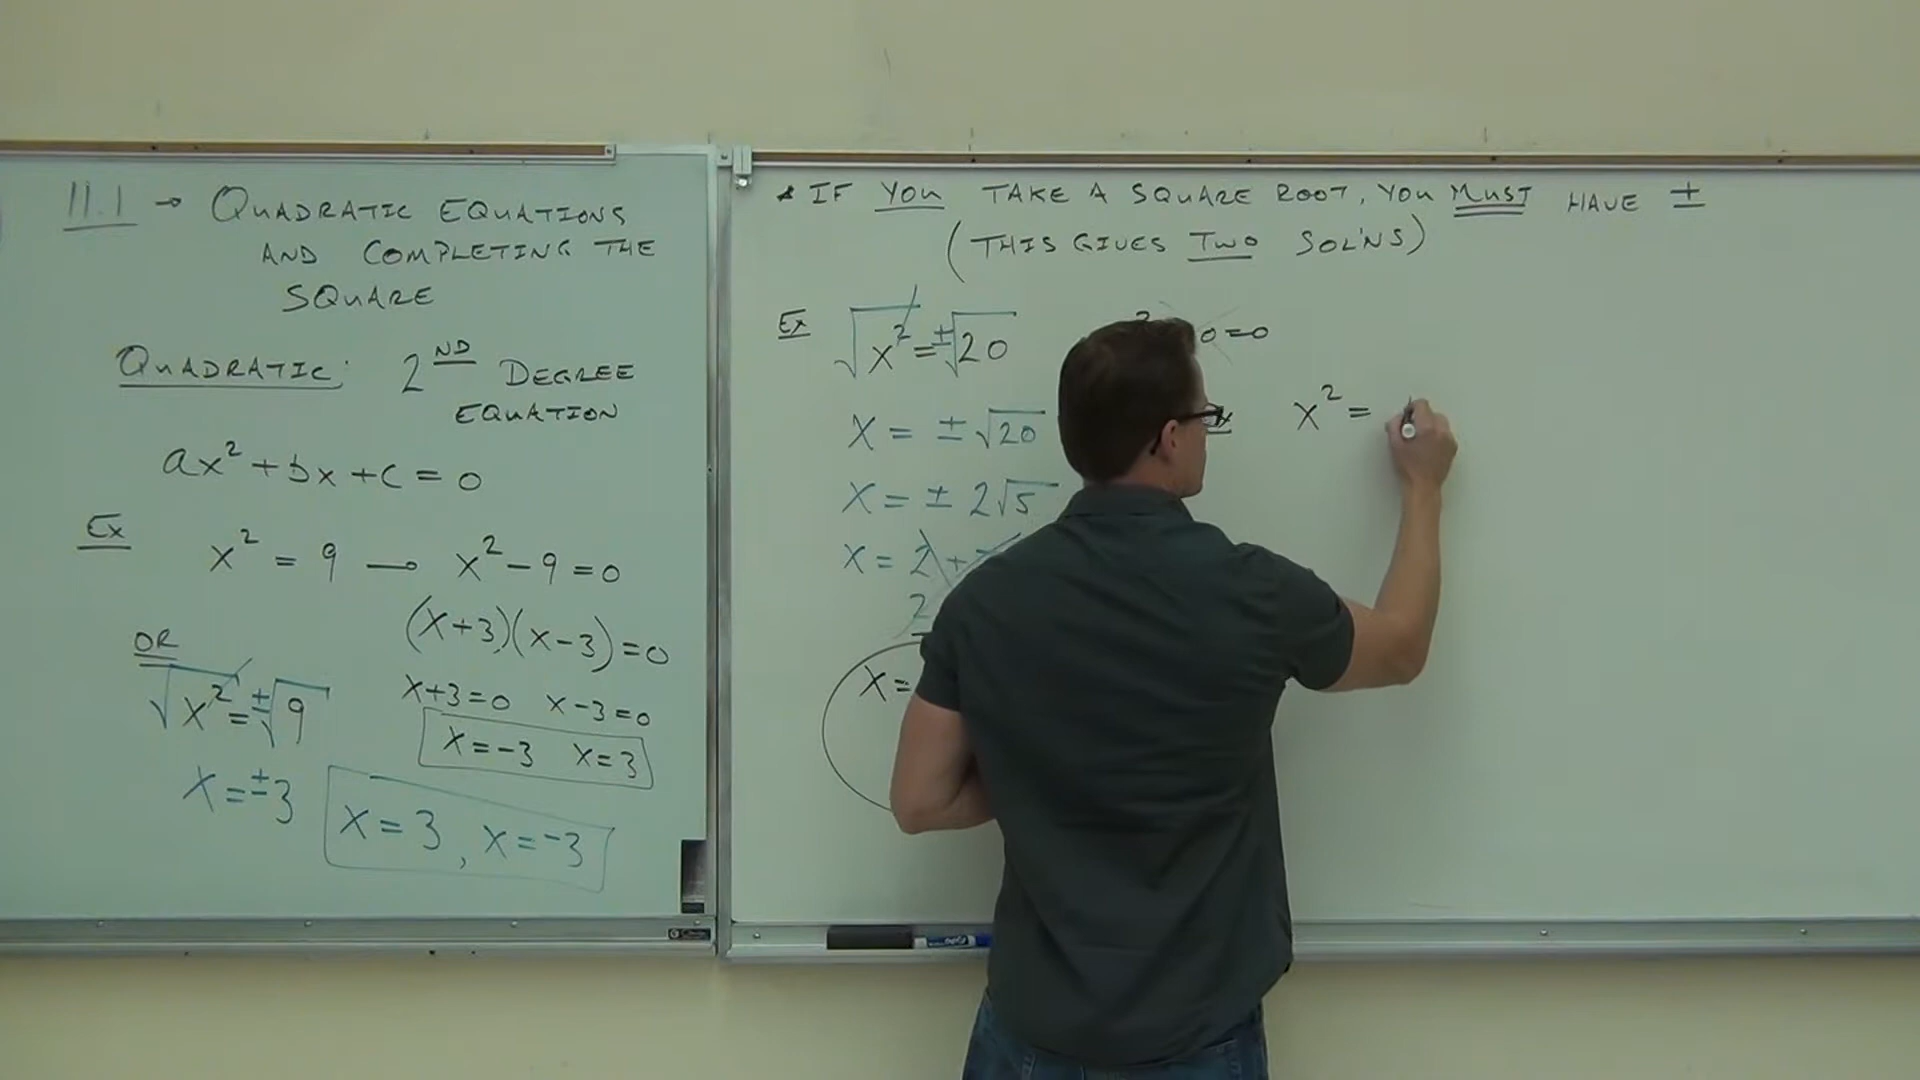 11.1 → QUADRATIC EQUATIONS
AND COMPLETING THE
SQUARE
QUADRATIC: 2ND DEGREE
EQUATION
ax² + bx + c = 0
Ex
x² = 9 → x² - 9 = 0
(x+3)(x-3) = 0
x+3=0 x-3=0
x=-3 x=3
OR
√x² = ±√9
x = ±3
x = 3, x = -3
* IF YOU TAKE A SQUARE ROOT, YOU MUST HAVE ±
(THIS GIVES TWO SOL'NS)
Ex √x² = ±√20
x = ±√20
x = ± 2√5
x = 2
2
x =
0=0
x² =